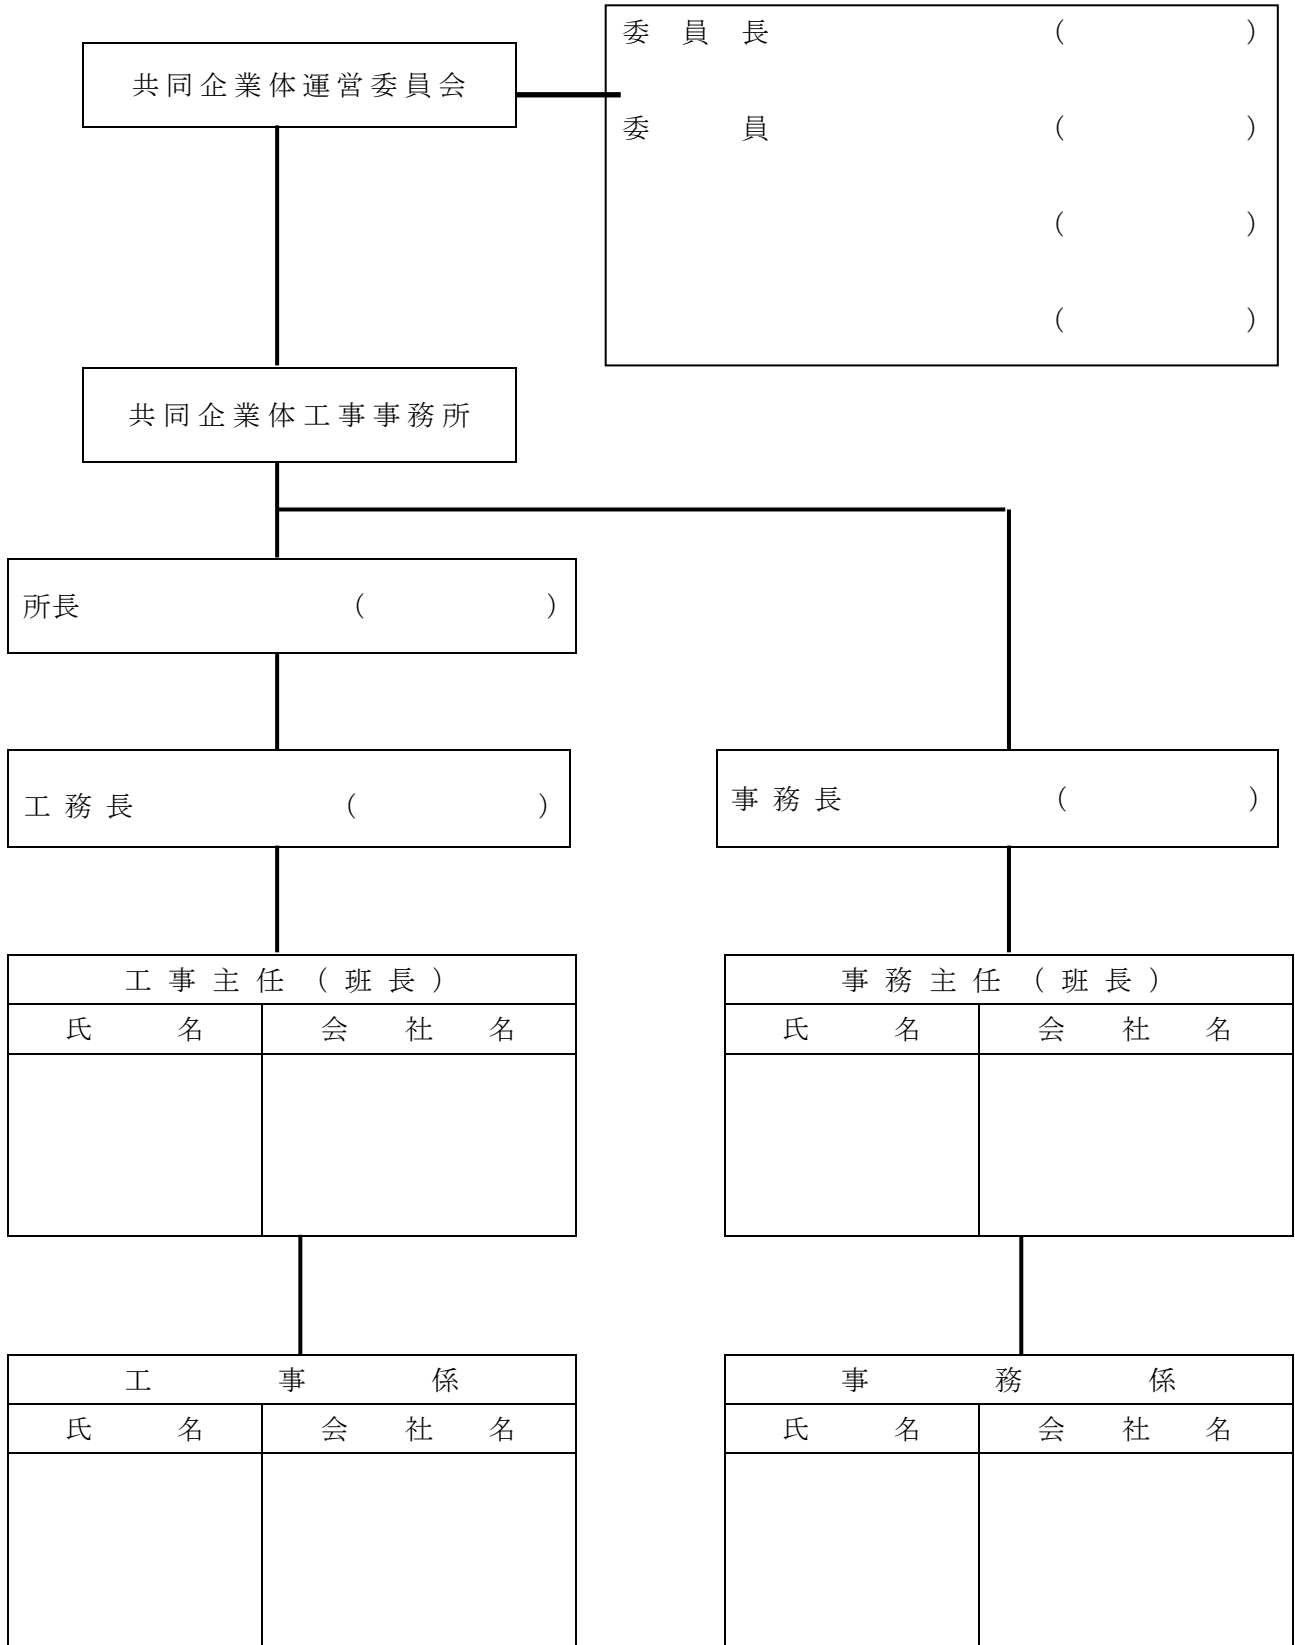 委員長 (　　　)
共同企業体運営委員会
委員 (　　　)
(　　　)
(　　　)
共同企業体工事事務所
所長 (　　　)
工務長 (　　　)
事務長 (　　　)
工事主任(班長)
氏名 会社名
事務主任(班長)
氏名 会社名
工事係
氏名 会社名
事務係
氏名 会社名